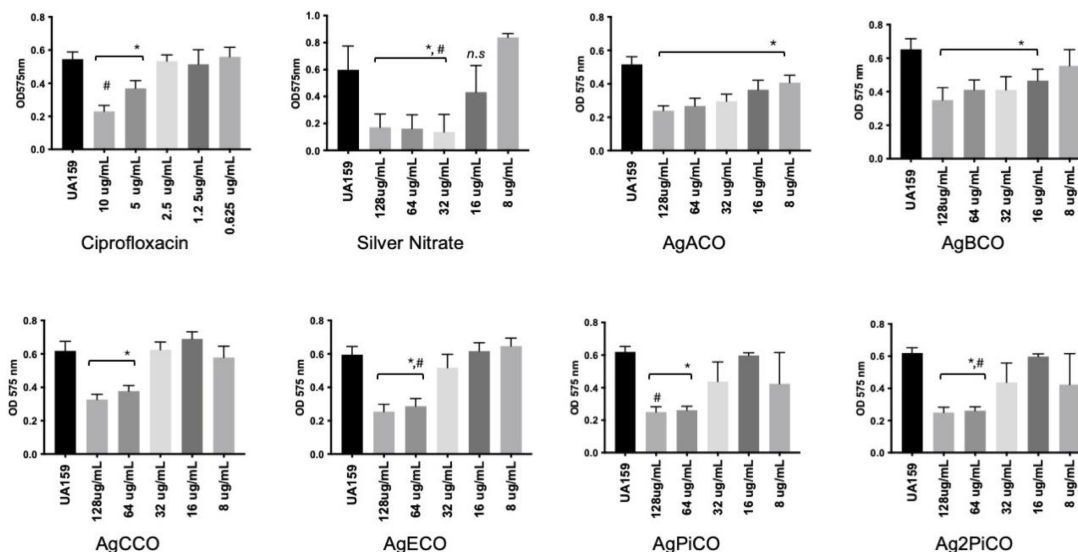 0.8
0.6
0.4
0.2
0.0
OD575nm
*
#
UA159
10 ug/mL
5 ug/mL
2.5 ug/mL
1.2 5ug/mL
0.625 ug/mL
Ciprofloxacin
1.0
0.8
0.6
0.4
0.2
0.0
OD575nm
*, #
n.s
UA159
128ug/mL
64 ug/mL
32 ug/mL
16 ug/mL
8 ug/mL
Silver Nitrate
0.8
0.6
0.4
0.2
0.0
OD 575 nm
*
UA159
128ug/mL
64 ug/mL
32 ug/mL
16 ug/mL
8 ug/mL
AgACO
0.8
0.6
0.4
0.2
0.0
OD 575 nm
*
UA159
128ug/mL
64 ug/mL
32 ug/mL
16 ug/mL
8 ug/mL
AgBCO
0.8
0.6
0.4
0.2
0.0
OD 575 nm
*
UA159
128ug/mL
64 ug/mL
32 ug/mL
16 ug/mL
8 ug/mL
AgCCO
0.8
0.6
0.4
0.2
0.0
OD 575 nm
*,#
UA159
128ug/mL
64 ug/mL
32 ug/mL
16 ug/mL
8 ug/mL
AgECO
0.8
0.6
0.4
0.2
0.0
OD 575 nm
*
#
UA159
128ug/mL
64 ug/mL
32 ug/mL
16 ug/mL
8 ug/mL
AgPiCO
0.8
0.6
0.4
0.2
0.0
OD 575 nm
*,#
UA159
128ug/mL
64 ug/mL
32 ug/mL
16 ug/mL
8 ug/mL
Ag2PiCO